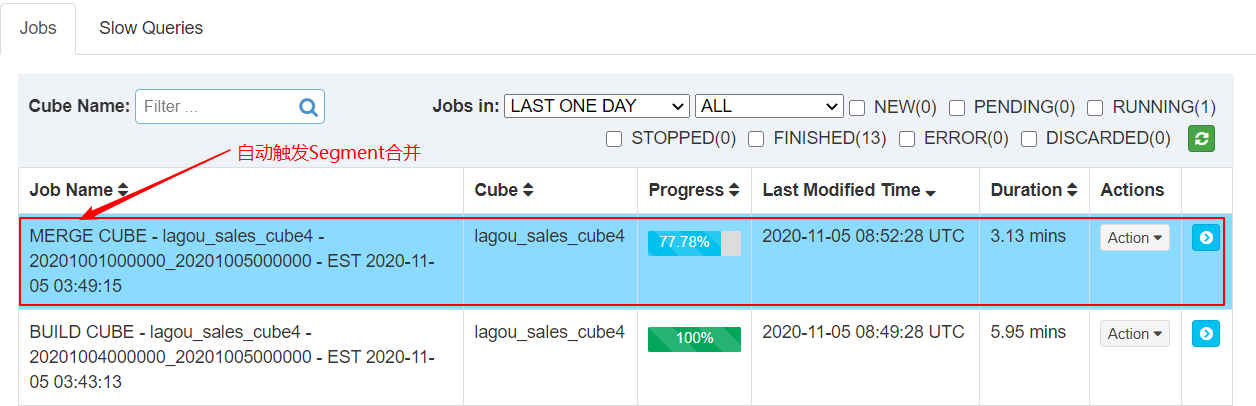 Jobs Slow Queries
Cube Name: Filter ... Jobs in: LAST ONE DAY ALL NEW(0) PENDING(0) RUNNING(1)
STOPPED(0) FINISHED(13) ERROR(0) DISCARDED(0)
自动触发Segment合并
Job Name Cube Progress Last Modified Time Duration Actions
MERGE CUBE - lagou_sales_cube4 - lagou_sales_cube4 77.78% 2020-11-05 08:52:28 UTC 3.13 mins Action
20201001000000_20201005000000 - EST 2020-11-
05 03:49:15
BUILD CUBE - lagou_sales_cube4 - lagou_sales_cube4 100% 2020-11-05 08:49:28 UTC 5.95 mins Action
20201004000000_20201005000000 - EST 2020-11-
05 03:43:13